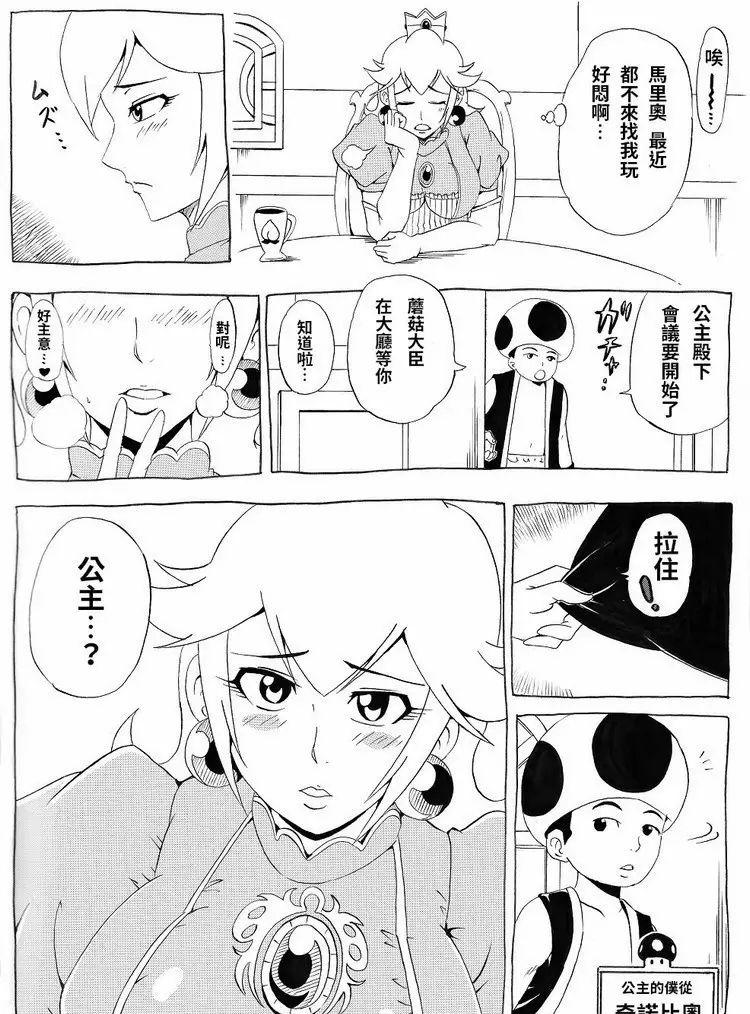 唉～…
馬里奧 最近
都不來找我玩
好悶啊…
ムズ…
公主殿下
會議要開始了
ガチャ…
蘑菇大臣
在大廳等你
知道啦…
對呢…
好主意…♥
拉住
!
公主…？
公主的僕從
奇諾比奧